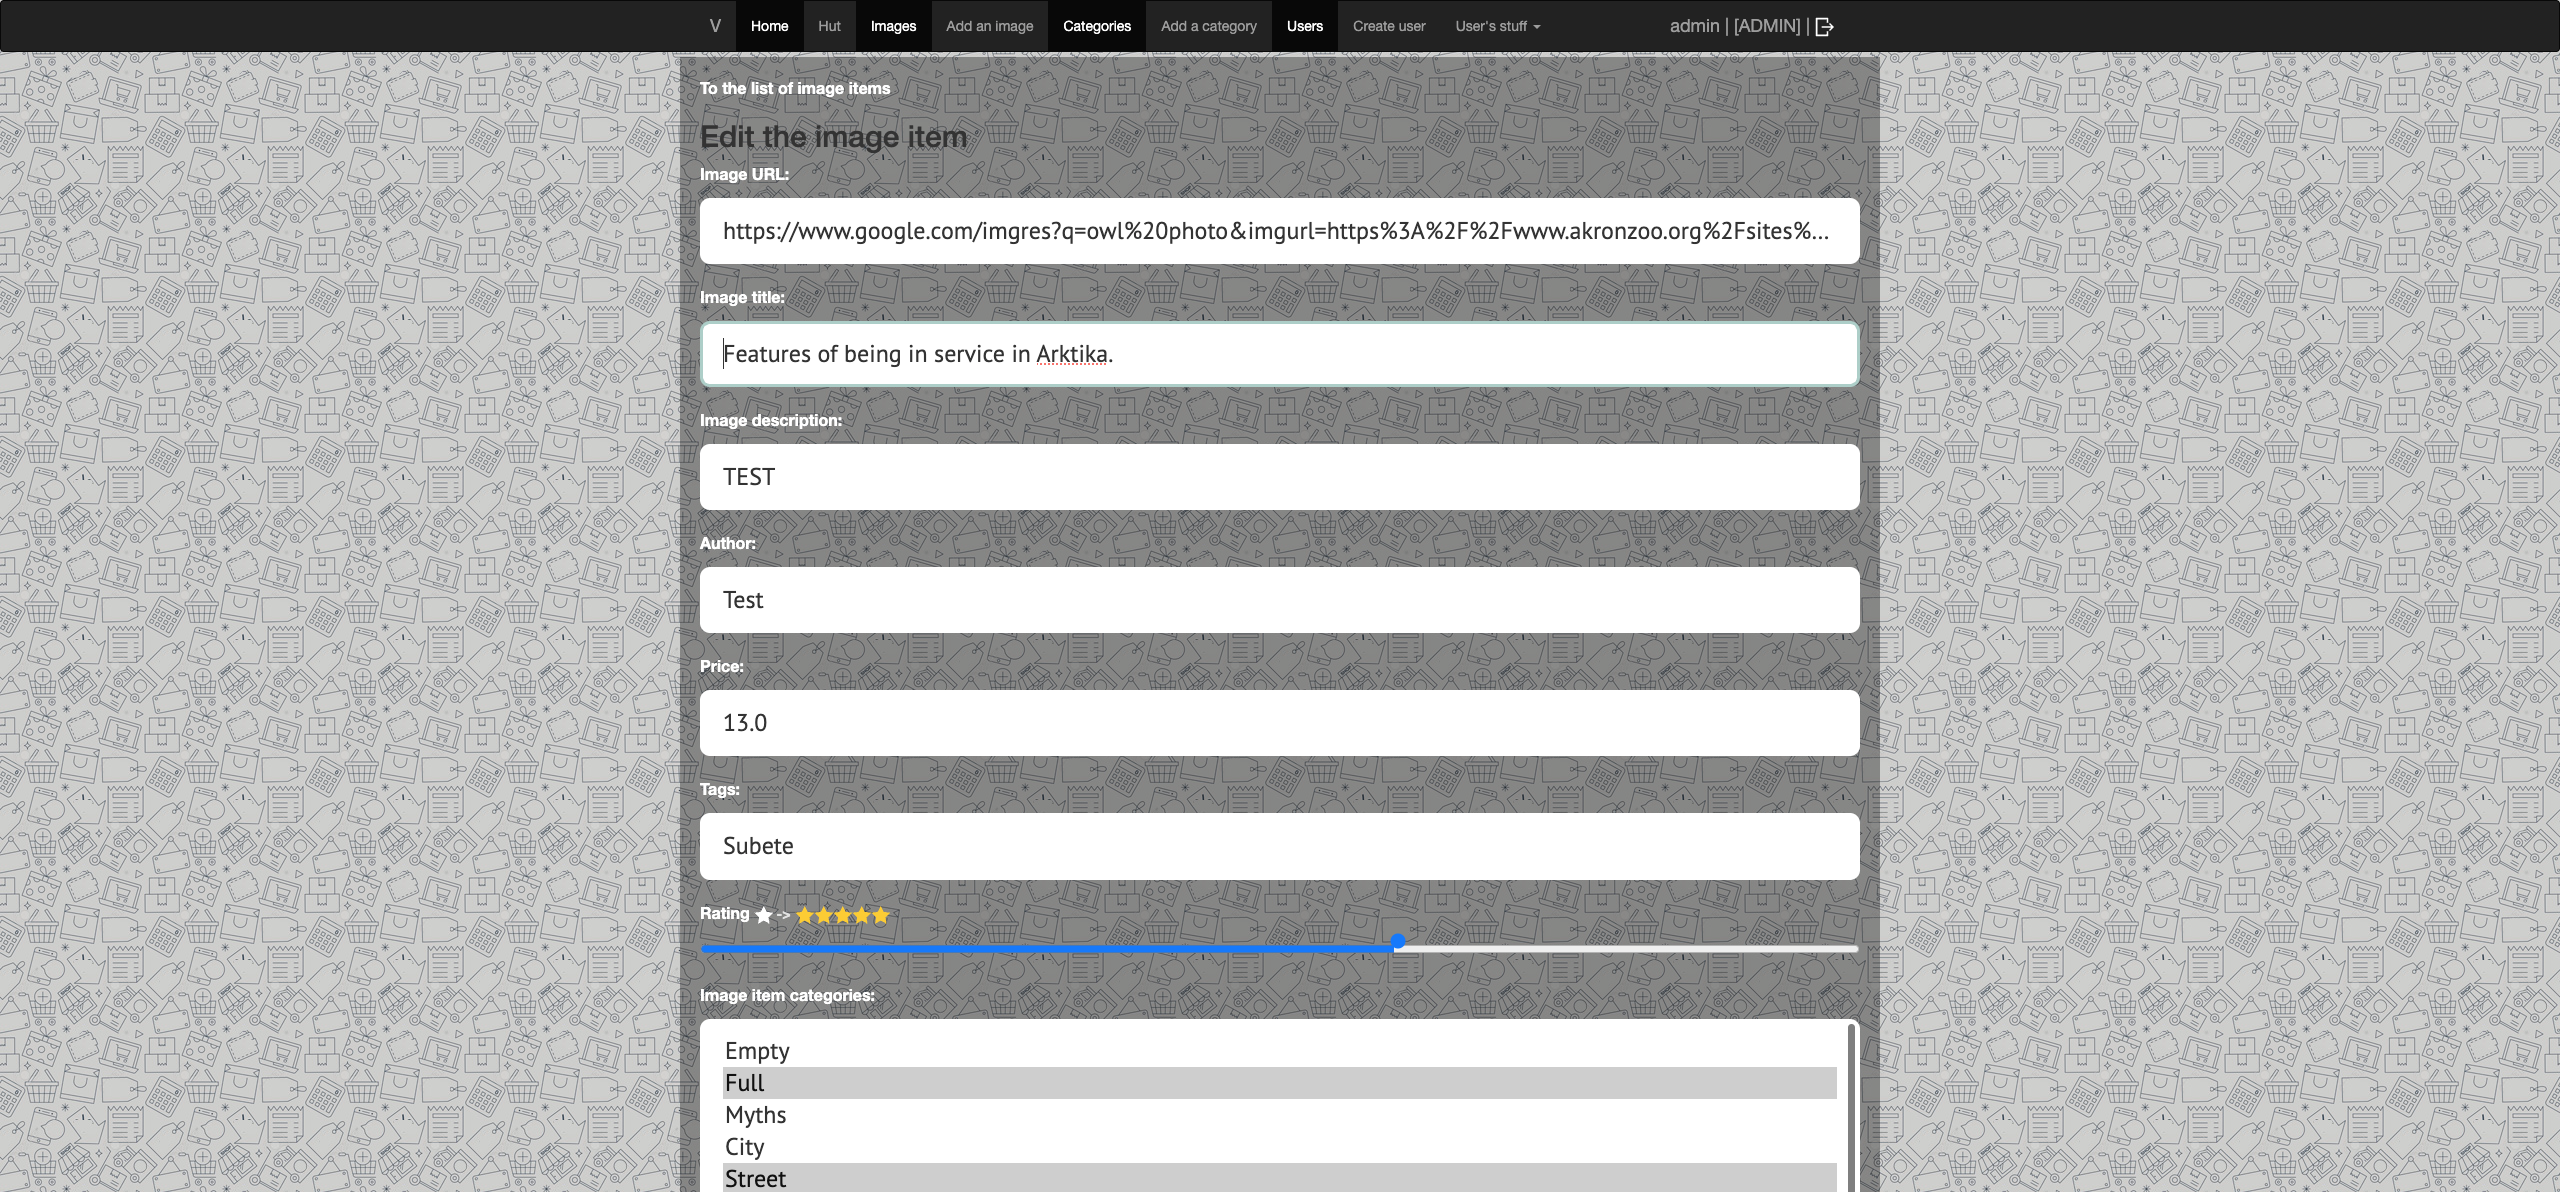 V Home Hut Images Add an image Categories Add a category Users Create user User's stuff admin | [ADMIN] |
To the list of image items
Edit the image item
Image URL:
https://www.google.com/imgres?q=owl%20photo&imgurl=https%3A%2F%2Fwww.akronzoo.org%2Fsites%...
Image title:
Features of being in service in Arktika.
Image description:
TEST
Author:
Test
Price:
13.0
Tags:
Subete
Rating ->
Image item categories:
Empty
Full
Myths
City
Street